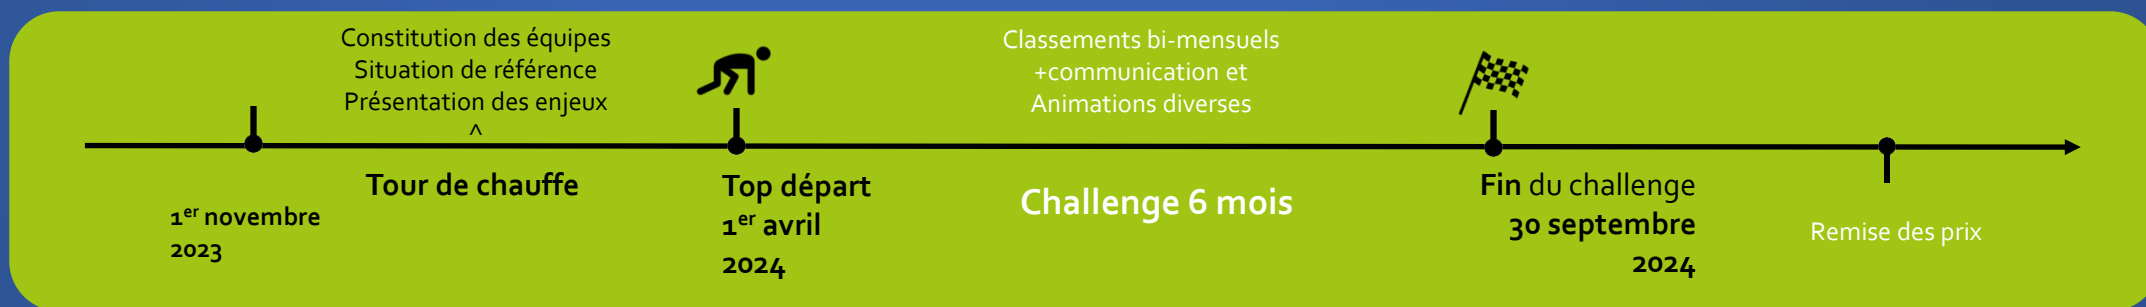 Constitution des équipes
Situation de référence
Présentation des enjeux
^
Classements bi-mensuels
+communication et
Animations diverses
1er novembre
2023
Tour de chauffe
Top départ
1er avril
2024
Challenge 6 mois
Fin du challenge
30 septembre
2024
Remise des prix